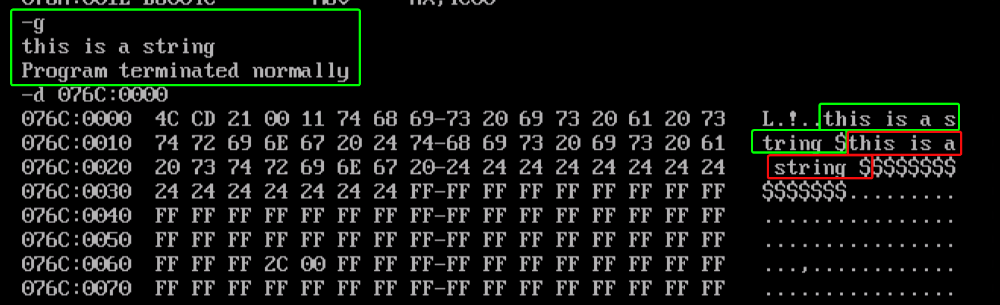 -g
this is a string
Program terminated normally
-d 076C:0000
076C:0000  4C CD 21 00 11 74 68 69-73 20 69 73 20 61 20 73   L.!..this is a s
076C:0010  74 72 69 6E 67 20 24 74-68 69 73 20 69 73 20 61   tring $this is a
076C:0020  20 73 74 72 69 6E 67 20-24 24 24 24 24 24 24 24    string $$$$$$$$
076C:0030  24 24 24 24 24 24 24 FF-FF FF FF FF FF FF FF FF   $$$$$$$.........
076C:0040  FF FF FF FF FF FF FF FF-FF FF FF FF FF FF FF FF   ................
076C:0050  FF FF FF FF FF FF FF FF-FF FF FF FF FF FF FF FF   ................
076C:0060  FF FF FF 2C 00 FF FF FF-FF FF FF FF FF FF FF FF   ...,............
076C:0070  FF FF FF FF FF FF FF FF-FF FF FF FF FF FF FF FF   ................